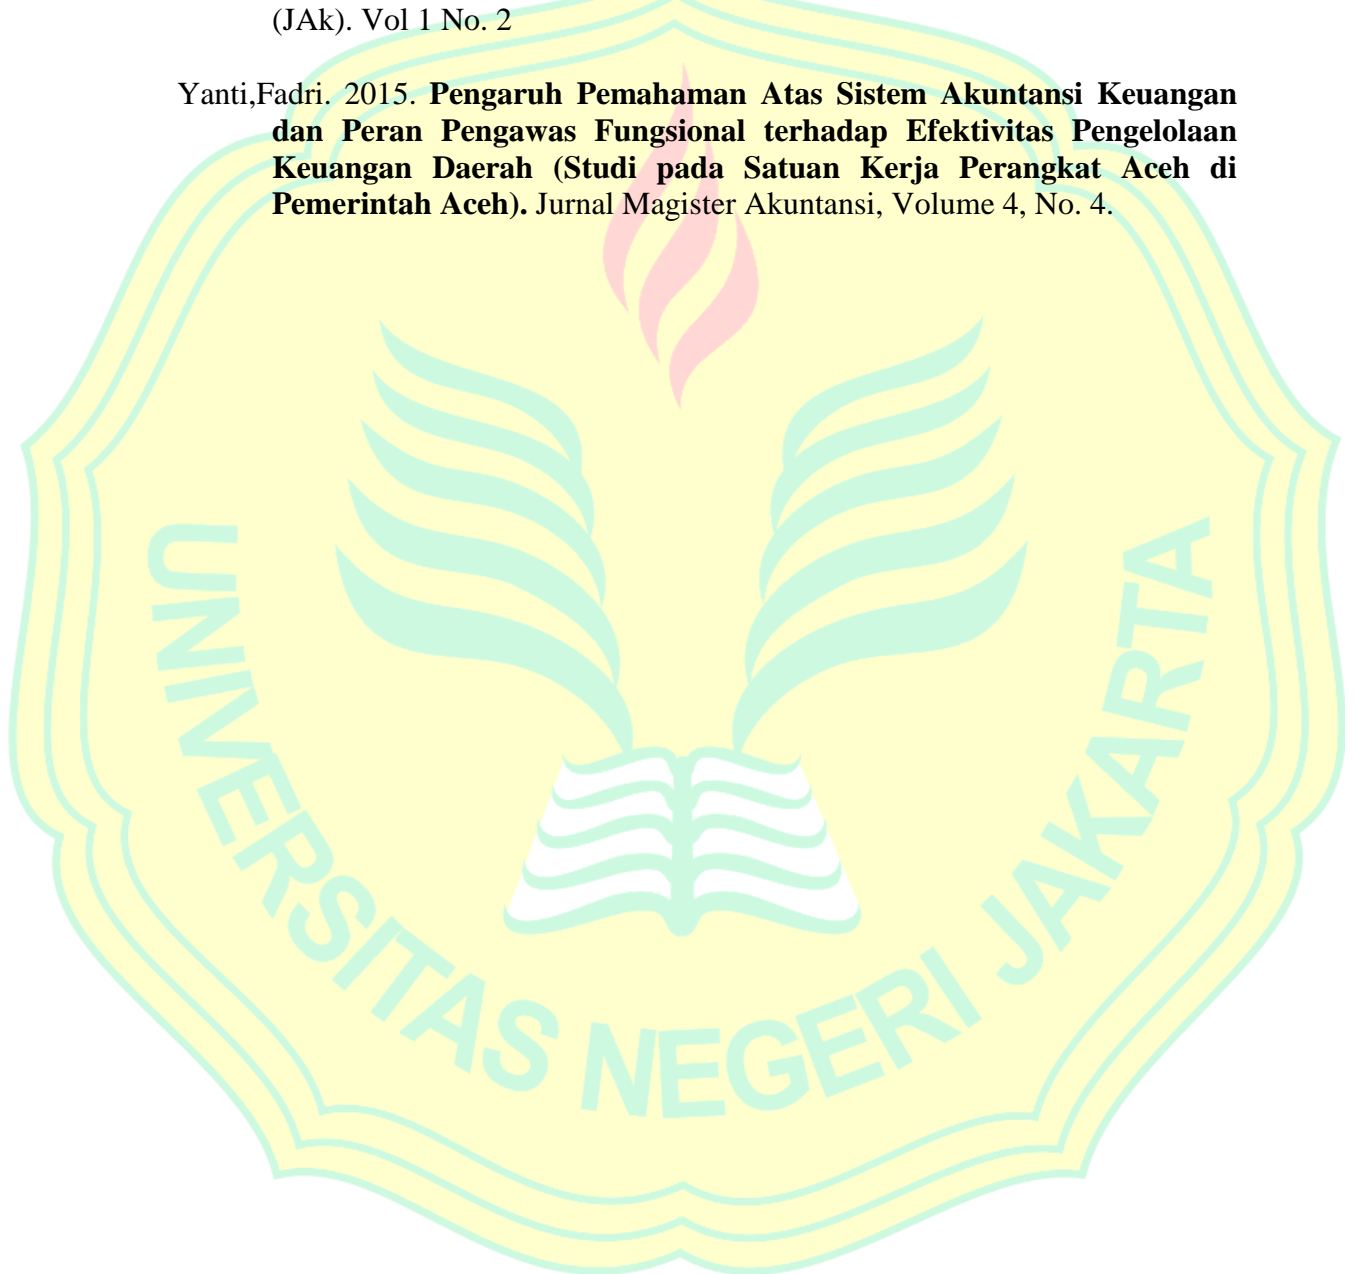 (JAk). Vol 1 No. 2
Yanti,Fadri. 2015. Pengaruh Pemahaman Atas Sistem Akuntansi Keuangan
dan Peran Pengawas Fungsional terhadap Efektivitas Pengelolaan
Keuangan Daerah (Studi pada Satuan Kerja Perangkat Aceh di
Pemerintah Aceh). Jurnal Magister Akuntansi, Volume 4, No. 4.
UNIVERSITAS NEGERI JAKARTA